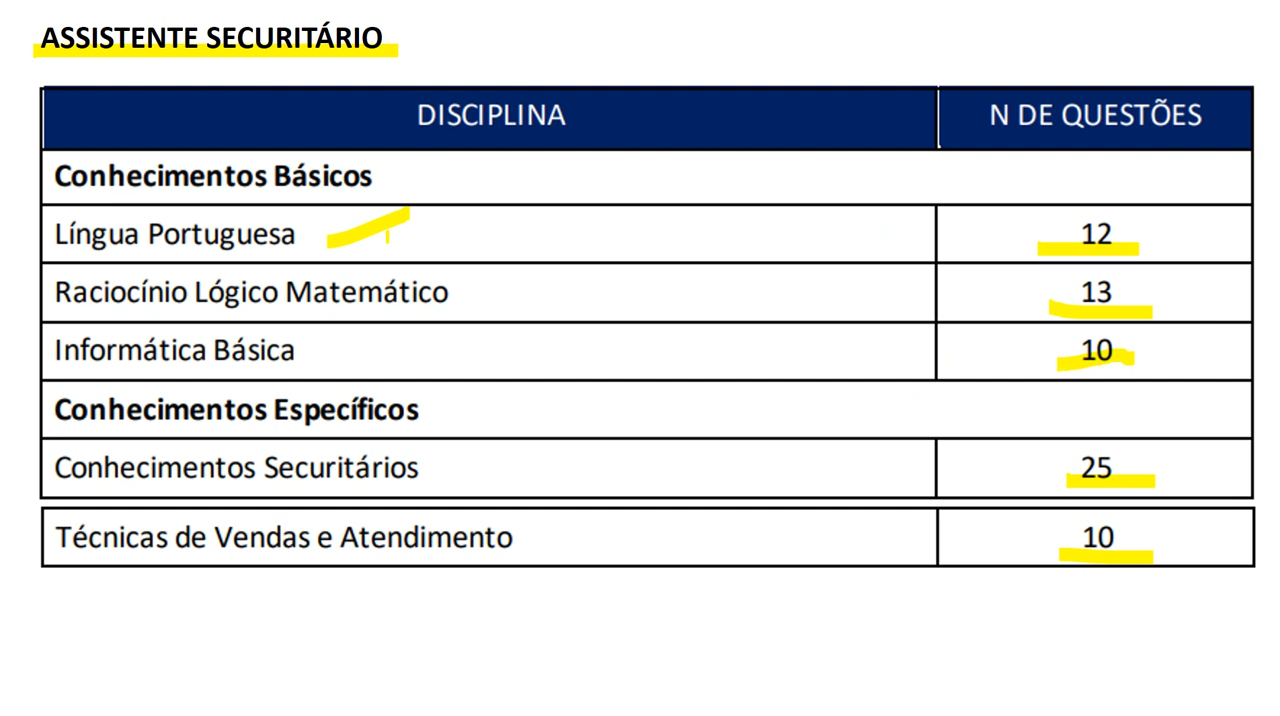 ASSISTENTE SECURITÁRIO
DISCIPLINA N DE QUESTÕES
Conhecimentos Básicos
Língua Portuguesa 12
Raciocínio Lógico Matemático 13
Informática Básica 10
Conhecimentos Específicos
Conhecimentos Securitários 25
Técnicas de Vendas e Atendimento 10